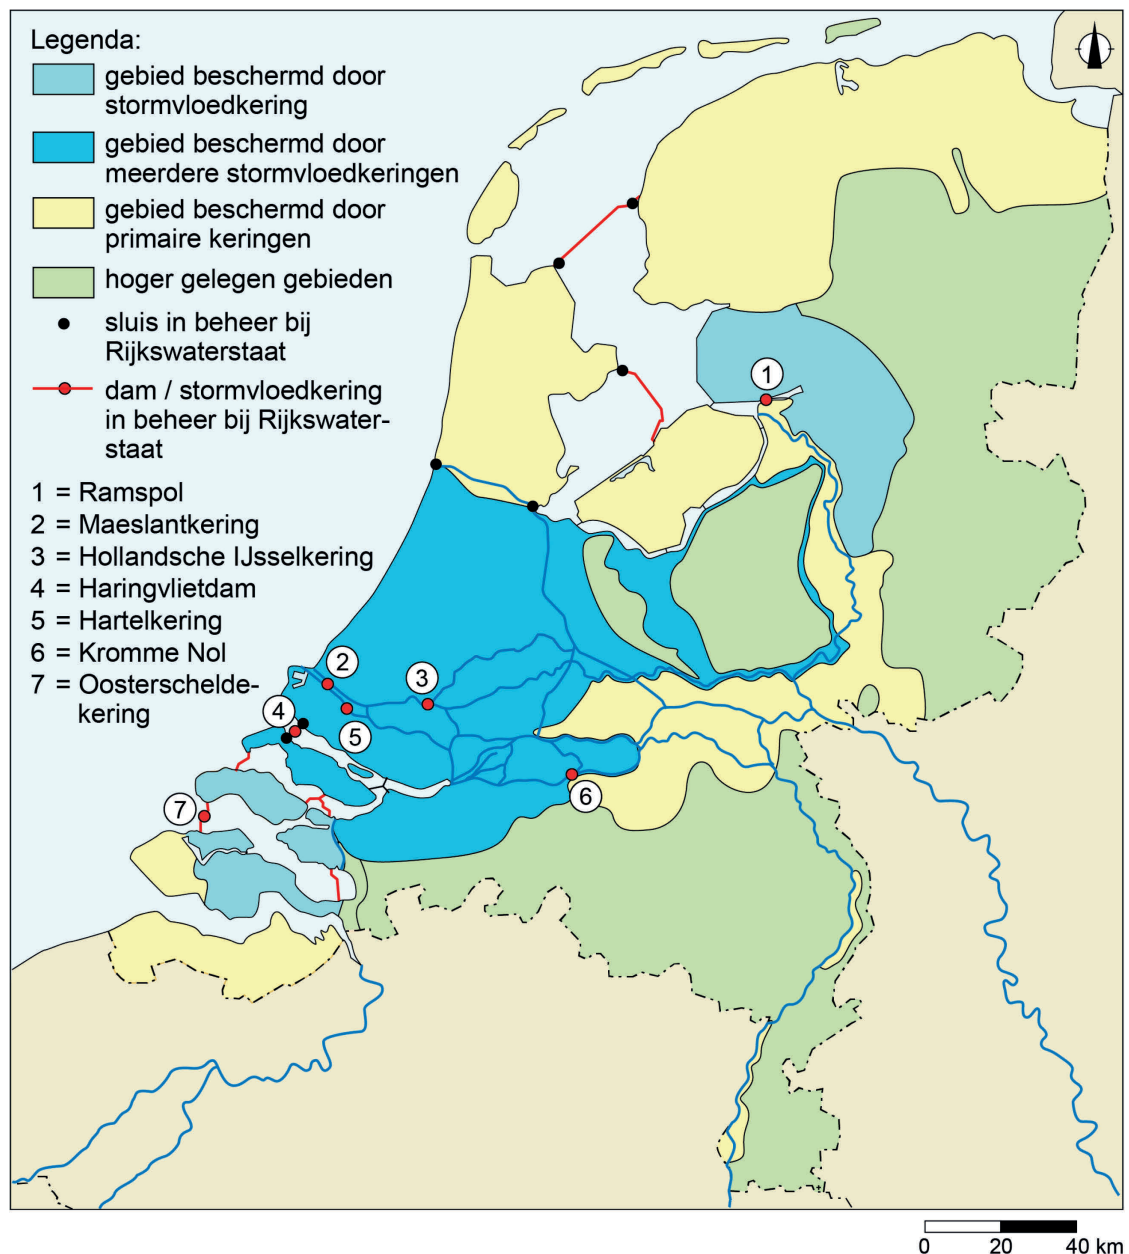 Legenda:
gebied beschermd door
stormvloedkering
gebied beschermd door
meerdere stormvloedkeringen
gebied beschermd door
primaire keringen
hoger gelegen gebieden
sluis in beheer bij
Rijkswaterstaat
dam / stormvloedkering
in beheer bij Rijkswater-
staat
1 = Ramspol
2 = Maeslantkering
3 = Hollandsche IJsselkering
4 = Haringvlietdam
5 = Hartelkering
6 = Kromme Nol
7 = Oosterschelde-
kering
1
2
3
4
5
6
7
0 20 40 km